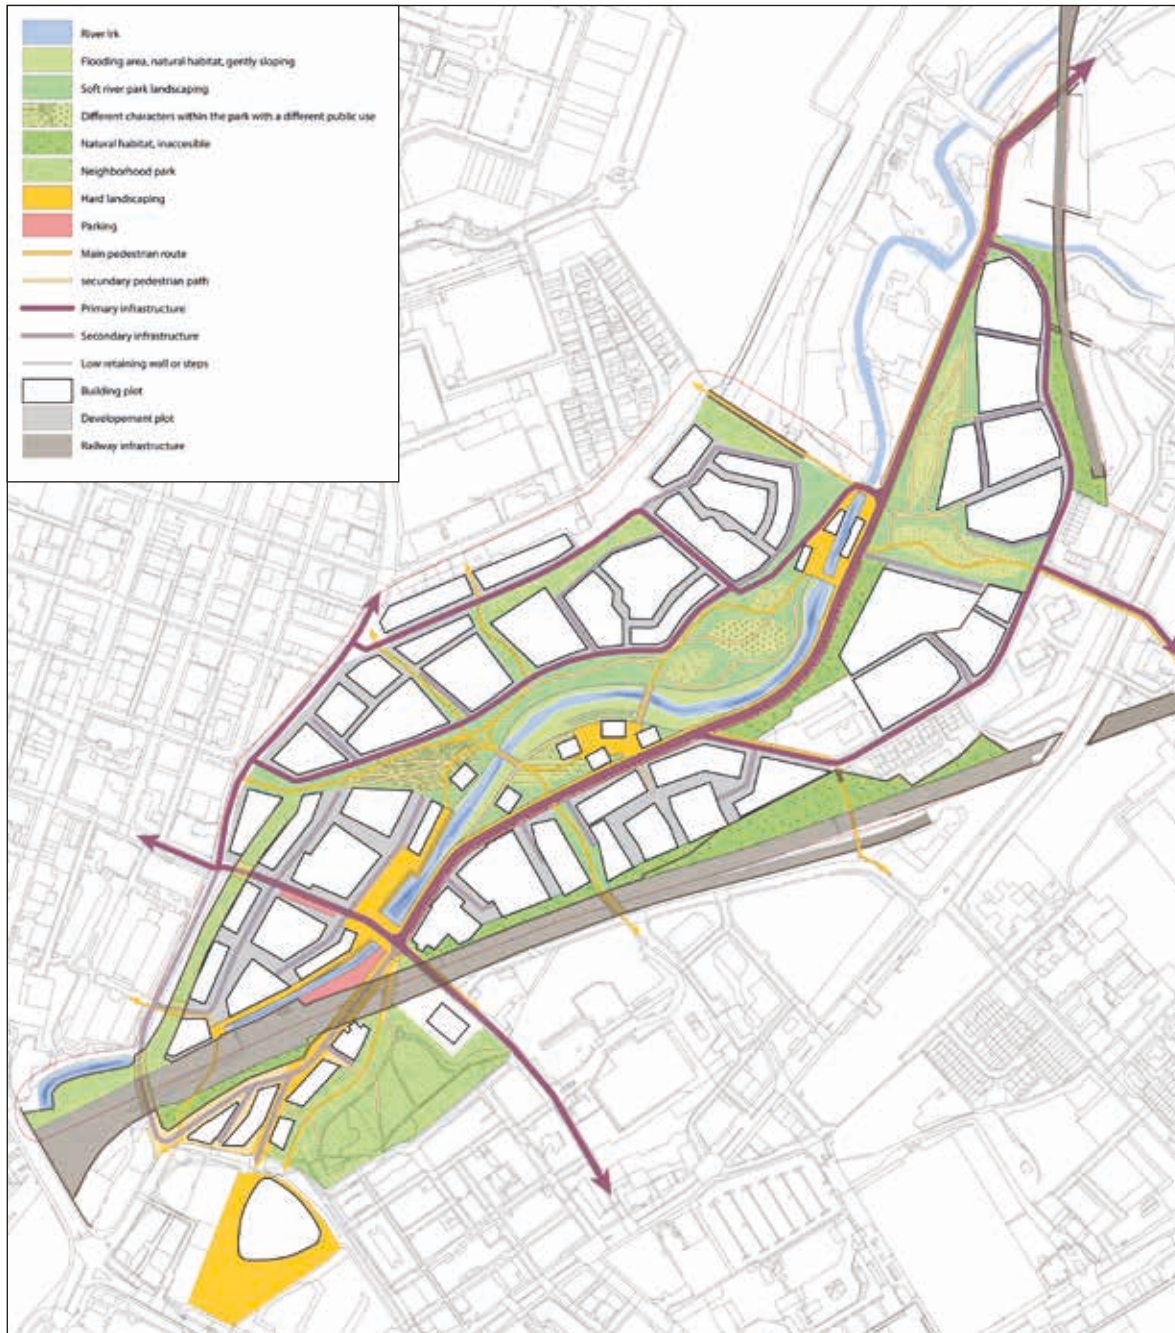 River Irk
Flooding area, natural habitat, gently sloping
Soft river park landscaping
Different characters within the park with a different public use
Natural habitat, inaccesible
Neighborhood park
Hard landscaping
Parking
Main pedestrian route
secundary pedestrian path
Primary infrastructure
Secondary infrastructure
Low retaining wall or steps
Building plot
Developement plot
Railway infrastructure